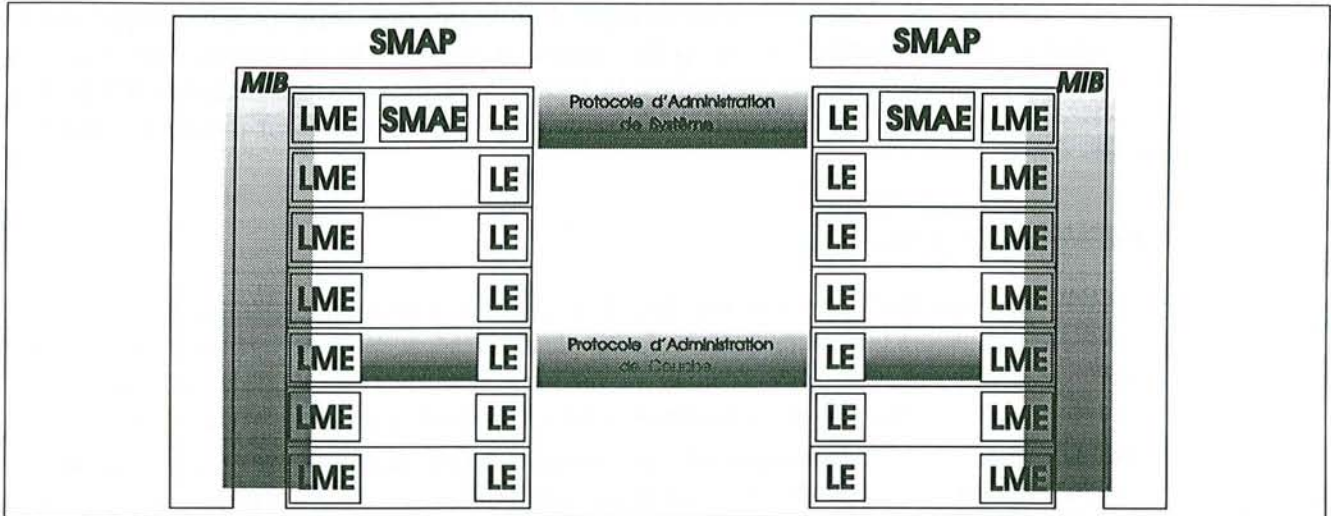 SMAP SMAP
MIB MIB
LME SMAE LE Protocole d'Administration LE SMAE LME
de Système
LME LE LE LME
LME LE LE LME
LME LE LE LME
LME LE Protocole d'Administration LE LME
de Couche
LME LE LE LME
LME LE LE LME